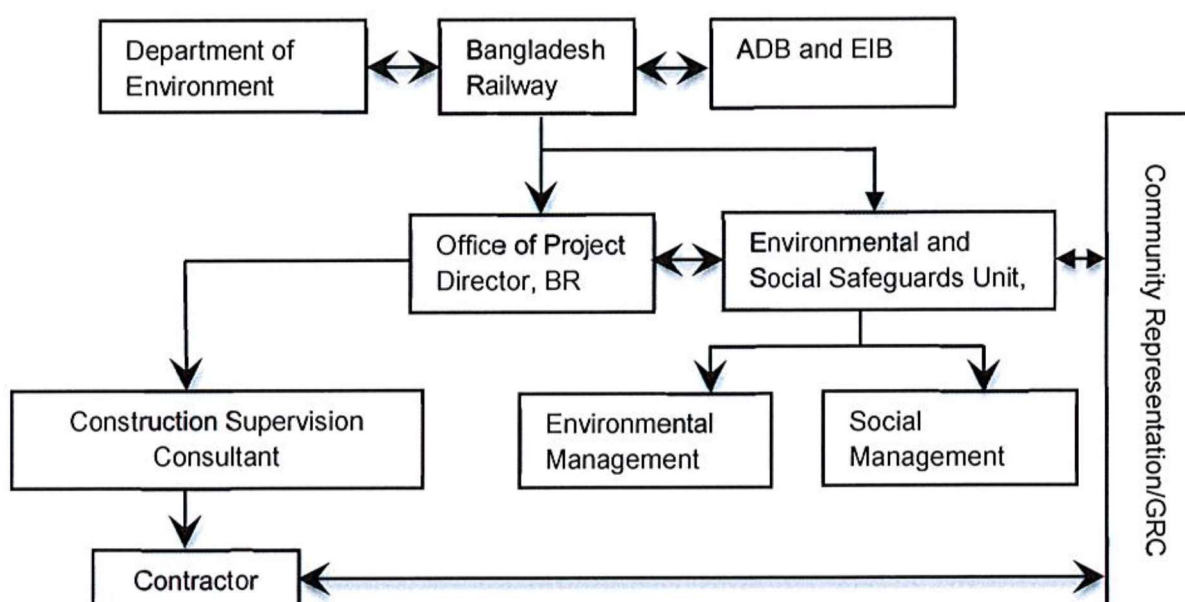 Department of
Environment
Bangladesh
Railway
ADB and EIB
Office of Project
Director, BR
Environmental and
Social Safeguards Unit,
Community Representation/GRC
Construction Supervision
Consultant
Environmental
Management
Social
Management
Contractor